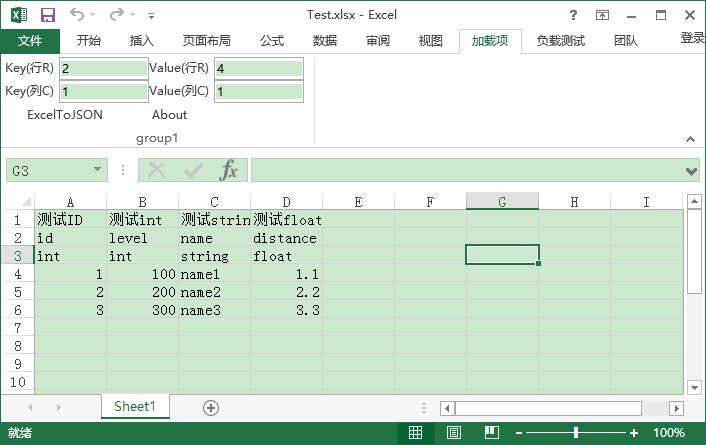 Test.xlsx - Excel
文件 开始 插入 页面布局 公式 数据 审阅 视图 加载项 负载测试 团队 登录
Key(行R) 2 Value(行R) 4
Key(列C) 1 Value(列C) 1
ExcelToJSON About
group1
G3 fx
A B C D E F G H I
1 测试ID 测试int 测试strin 测试float
2 id level name distance
3 int int string float
4 1 100 name1 1.1
5 2 200 name2 2.2
6 3 300 name3 3.3
7
8
9
10
Sheet1
就绪 100%